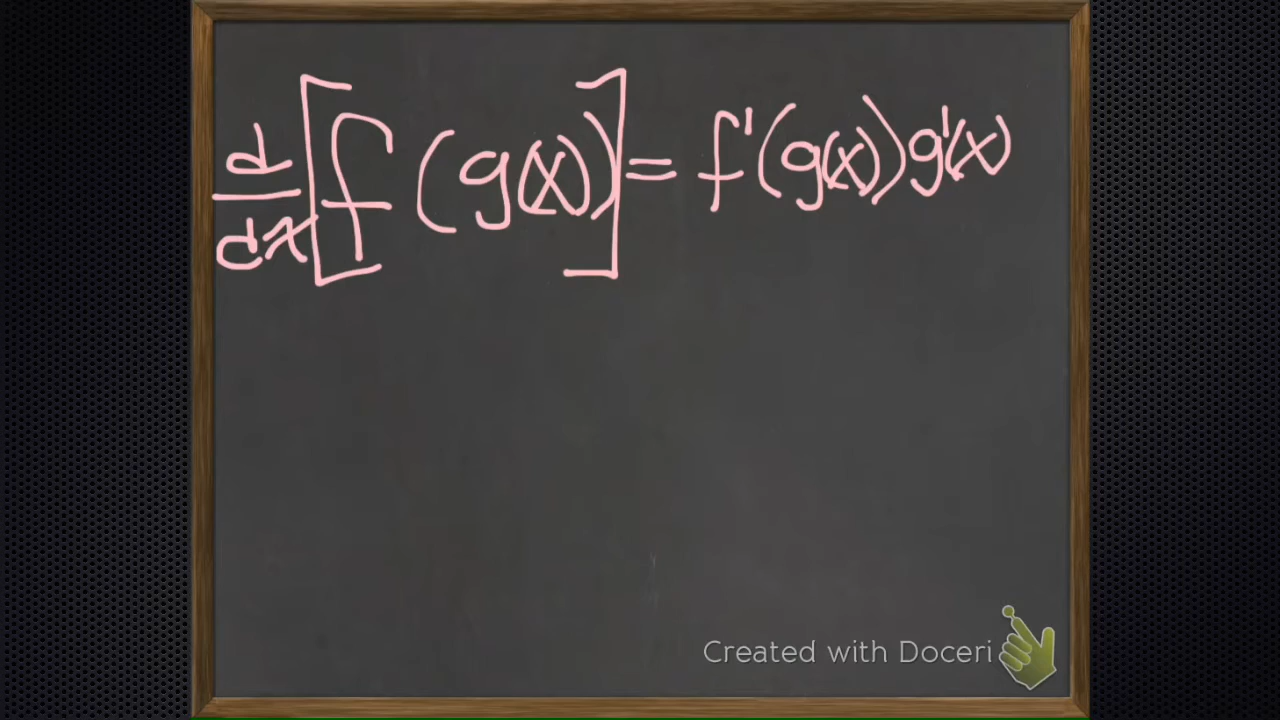 d/dx [f(g(x))] = f'(g(x))g'(x)
Created with Doceri